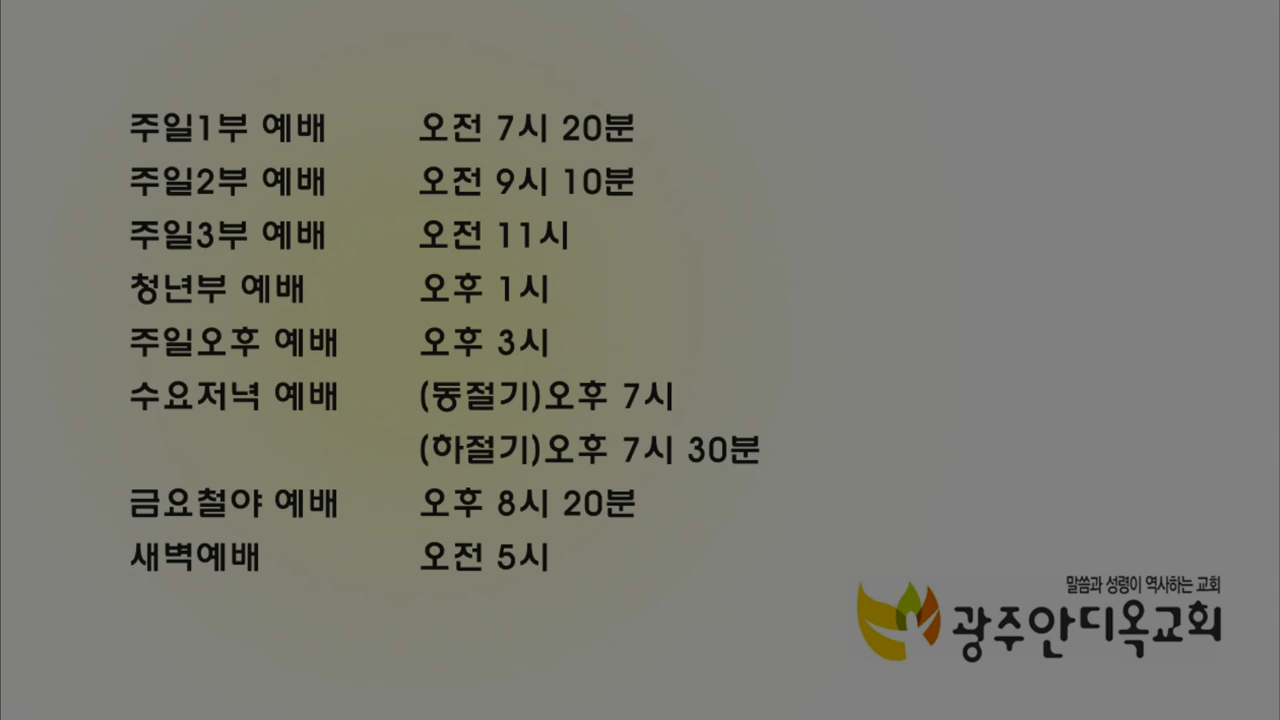 주일1부 예배 오전 7시 20분
주일2부 예배 오전 9시 10분
주일3부 예배 오전 11시
청년부 예배 오후 1시
주일오후 예배 오후 3시
수요저녁 예배 (동절기)오후 7시
(하절기)오후 7시 30분
금요철야 예배 오후 8시 20분
새벽예배 오전 5시
말씀과 성령이 역사하는 교회
광주안디옥교회